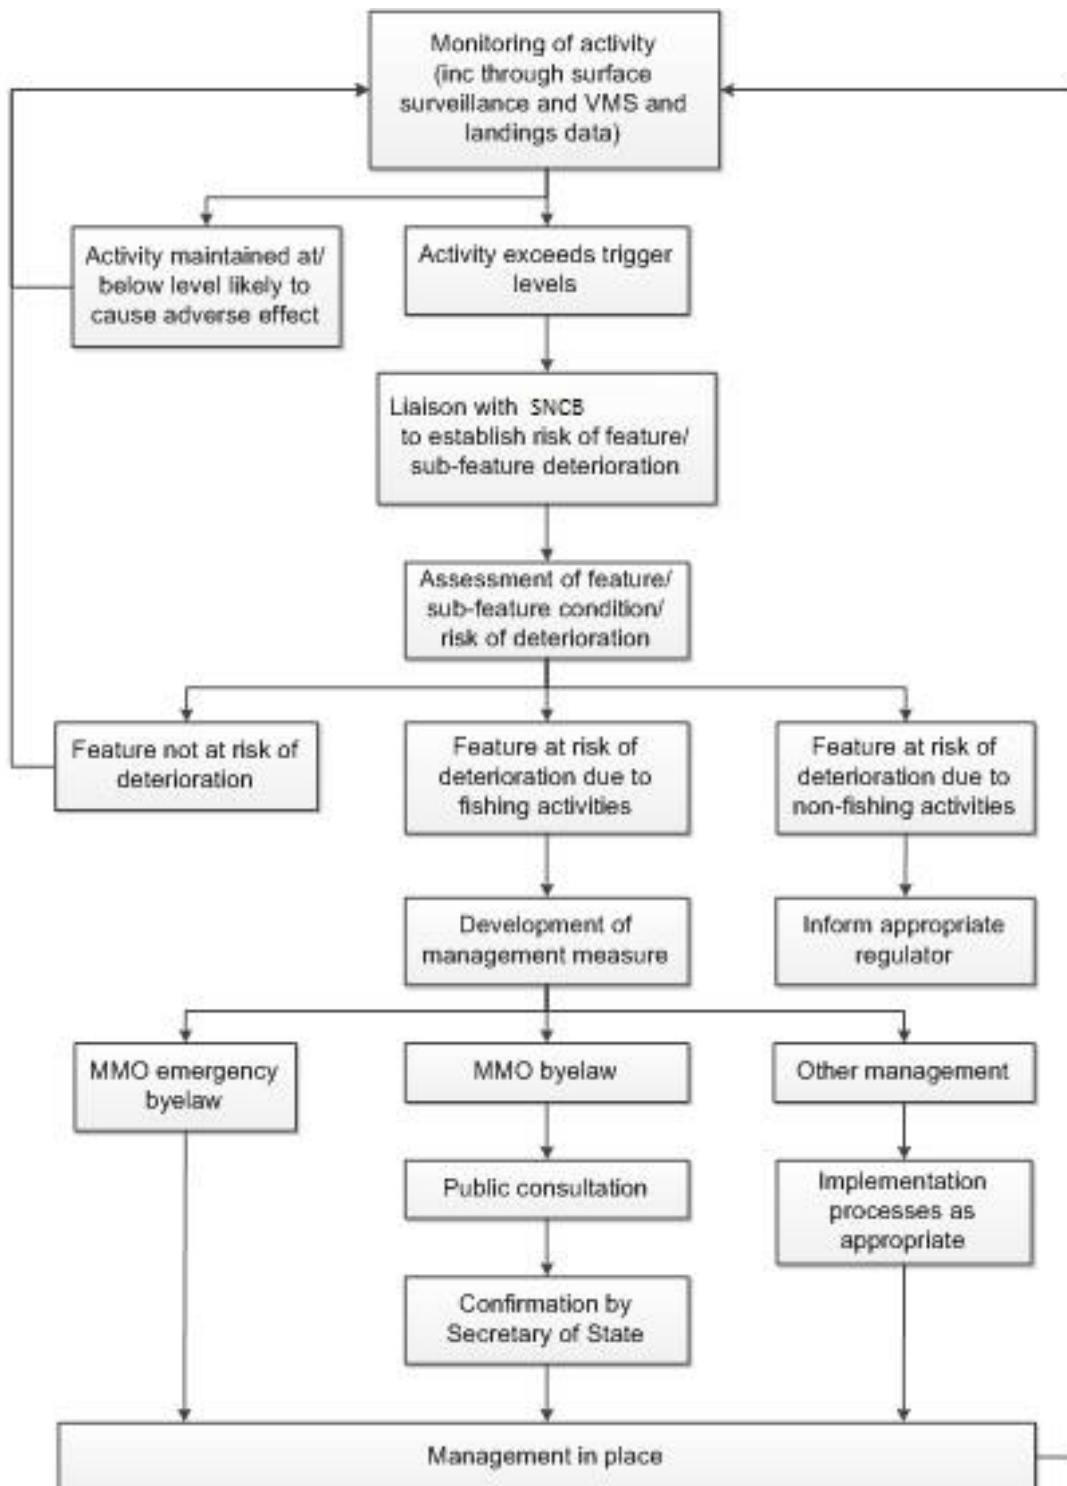 Monitoring of activity
(inc through surface
surveillance and VMS and
landings data)
Activity maintained at/
below level likely to
cause adverse effect
Activity exceeds trigger
levels
Liaison with SNCB
to establish risk of feature/
sub-feature deterioration
Assessment of feature/
sub-feature condition/
risk of deterioration
Feature not at risk of
deterioration
Feature at risk of
deterioration due to
fishing activities
Feature at risk of
deterioration due to
non-fishing activities
Development of
management measure
Inform appropriate
regulator
MMO emergency
byelaw
MMO byelaw
Other management
Public consultation
Implementation
processes as
appropriate
Confirmation by
Secretary of State
Management in place